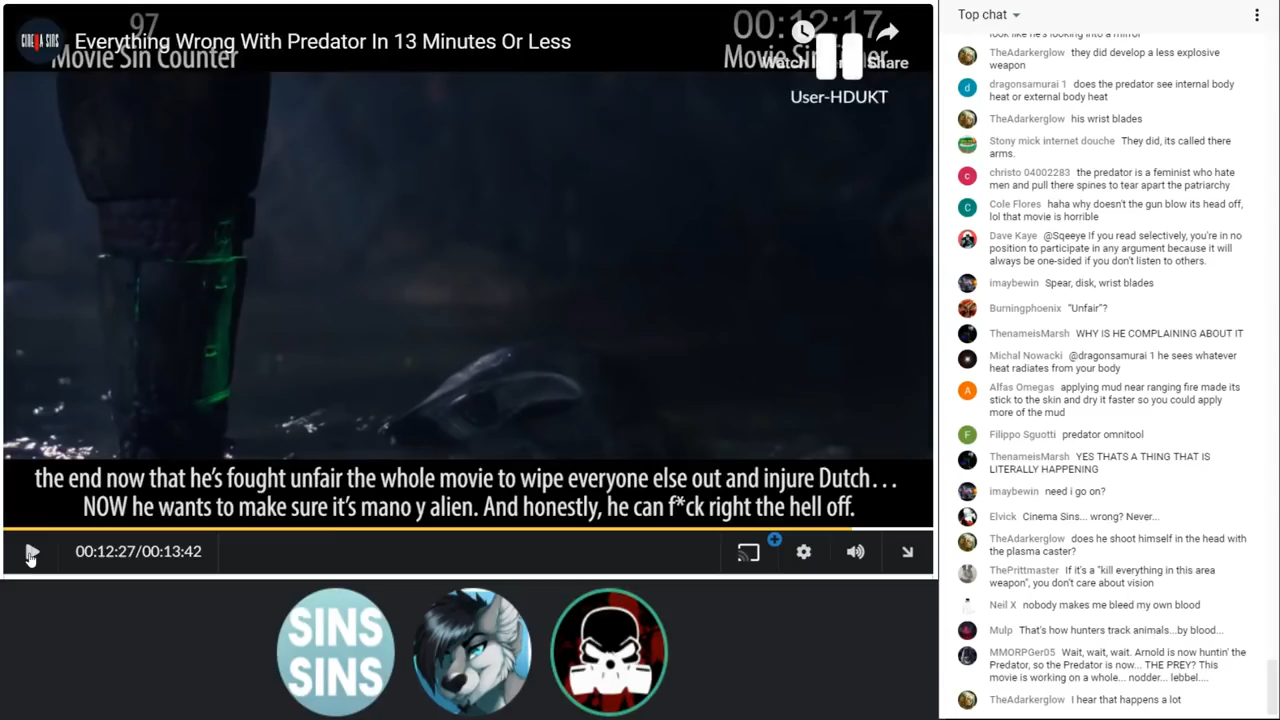 97
00:12:17
CINEMA SINS
Everything Wrong With Predator In 13 Minutes Or Less
Movie Sin Counter
Share
User-HDUKT
the end now that he's fought unfair the whole movie to wipe everyone else out and injure Dutch...
NOW he wants to make sure it's mano y alien. And honestly, he can f*ck right the hell off.
00:12:27/00:13:42
SINS
SINS
Top chat
look like he's looking into a mirror
TheAdarkerglow they did develop a less explosive
weapon
d
dragonsamurai 1 does the predator see internal body
heat or external body heat
TheAdarkerglow his wrist blades
Stony mick internet douche They did, its called there
arms.
c
christo 04002283 the predator is a feminist who hate
men and pull there spines to tear apart the patriarchy
C
Cole Flores haha why doesn't the gun blow its head off,
lol that movie is horrible
Dave Kaye @Sqeeye If you read selectively, you're in no
position to participate in any argument because it will
always be one-sided if you don't listen to others.
imaybewin Spear, disk, wrist blades
Burningphoenix "Unfair"?
ThenameisMarsh WHY IS HE COMPLAINING ABOUT IT
Michal Nowacki @dragonsamurai 1 he sees whatever
heat radiates from your body
A
Alfas Omegas applying mud near ranging fire made its
stick to the skin and dry it faster so you could apply
more of the mud
F
Filippo Sguotti predator omnitool
ThenameisMarsh YES THATS A THING THAT IS
LITERALLY HAPPENING
imaybewin need i go on?
Elvick Cinema Sins... wrong? Never...
TheAdarkerglow does he shoot himself in the head with
the plasma caster?
ThePrittmaster If it's a "kill everything in this area
weapon", you don't care about vision
Neil X nobody makes me bleed my own blood
Mulp That's how hunters track animals...by blood...
MMORPGer05 Wait, wait, wait. Arnold is now huntin' the
Predator, so the Predator is now... THE PREY? This
movie is working on a whole... nodder... lebbel....
TheAdarkerglow I hear that happens a lot